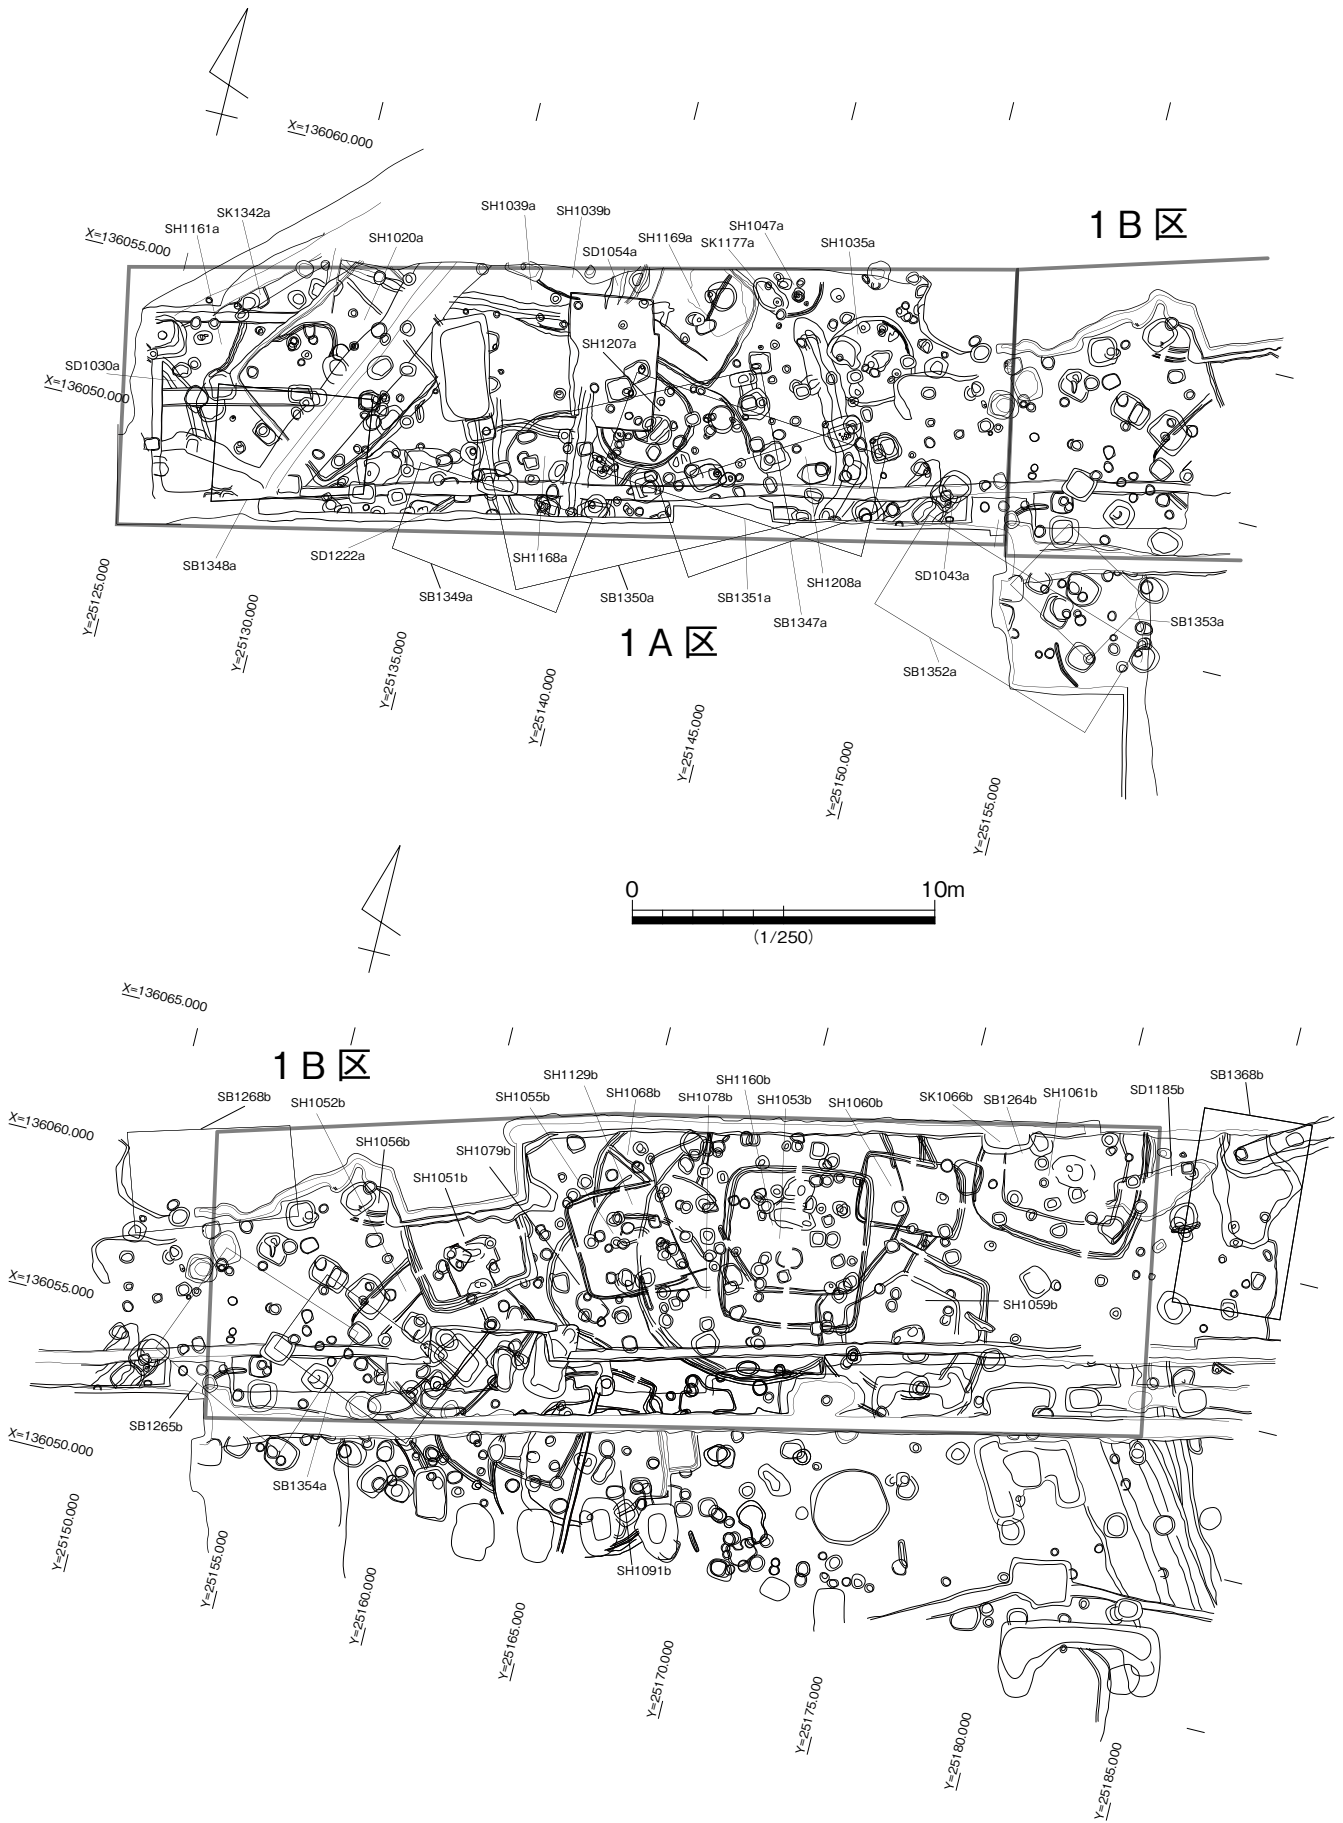 X=136060.000
1B区
SH1039a
SH1039b
SK1342a
SH1161a
SH1020a
SH1169a
SH1047a
SK1177a
SH1035a
X=136055.000
SD1054a
SH1207a
SD1030a
X=136050.000
SB1348a
SD1222a
SH1168a
SB1349a
SB1350a
SB1351a
SH1208a
SD1043a
SB1347a
SB1353a
1A区
SB1352a
Y=25125.000
Y=25130.000
Y=25135.000
Y=25140.000
Y=25145.000
Y=25150.000
Y=25155.000
0 10m
(1/250)
X=136065.000
1B区
SH1129b
SH1160b
SB1368b
SB1268b
SH1052b
SH1055b
SH1068b
SH1078b
SH1053b
SH1060b
SK1066b
SB1264b
SH1061b
SD1185b
X=136060.000
SH1056b
SH1079b
SH1051b
X=136055.000
SH1059b
SB1265b
X=136050.000
SB1354a
SH1091b
Y=25150.000
Y=25155.000
Y=25160.000
Y=25165.000
Y=25170.000
Y=25175.000
Y=25180.000
Y=25185.000